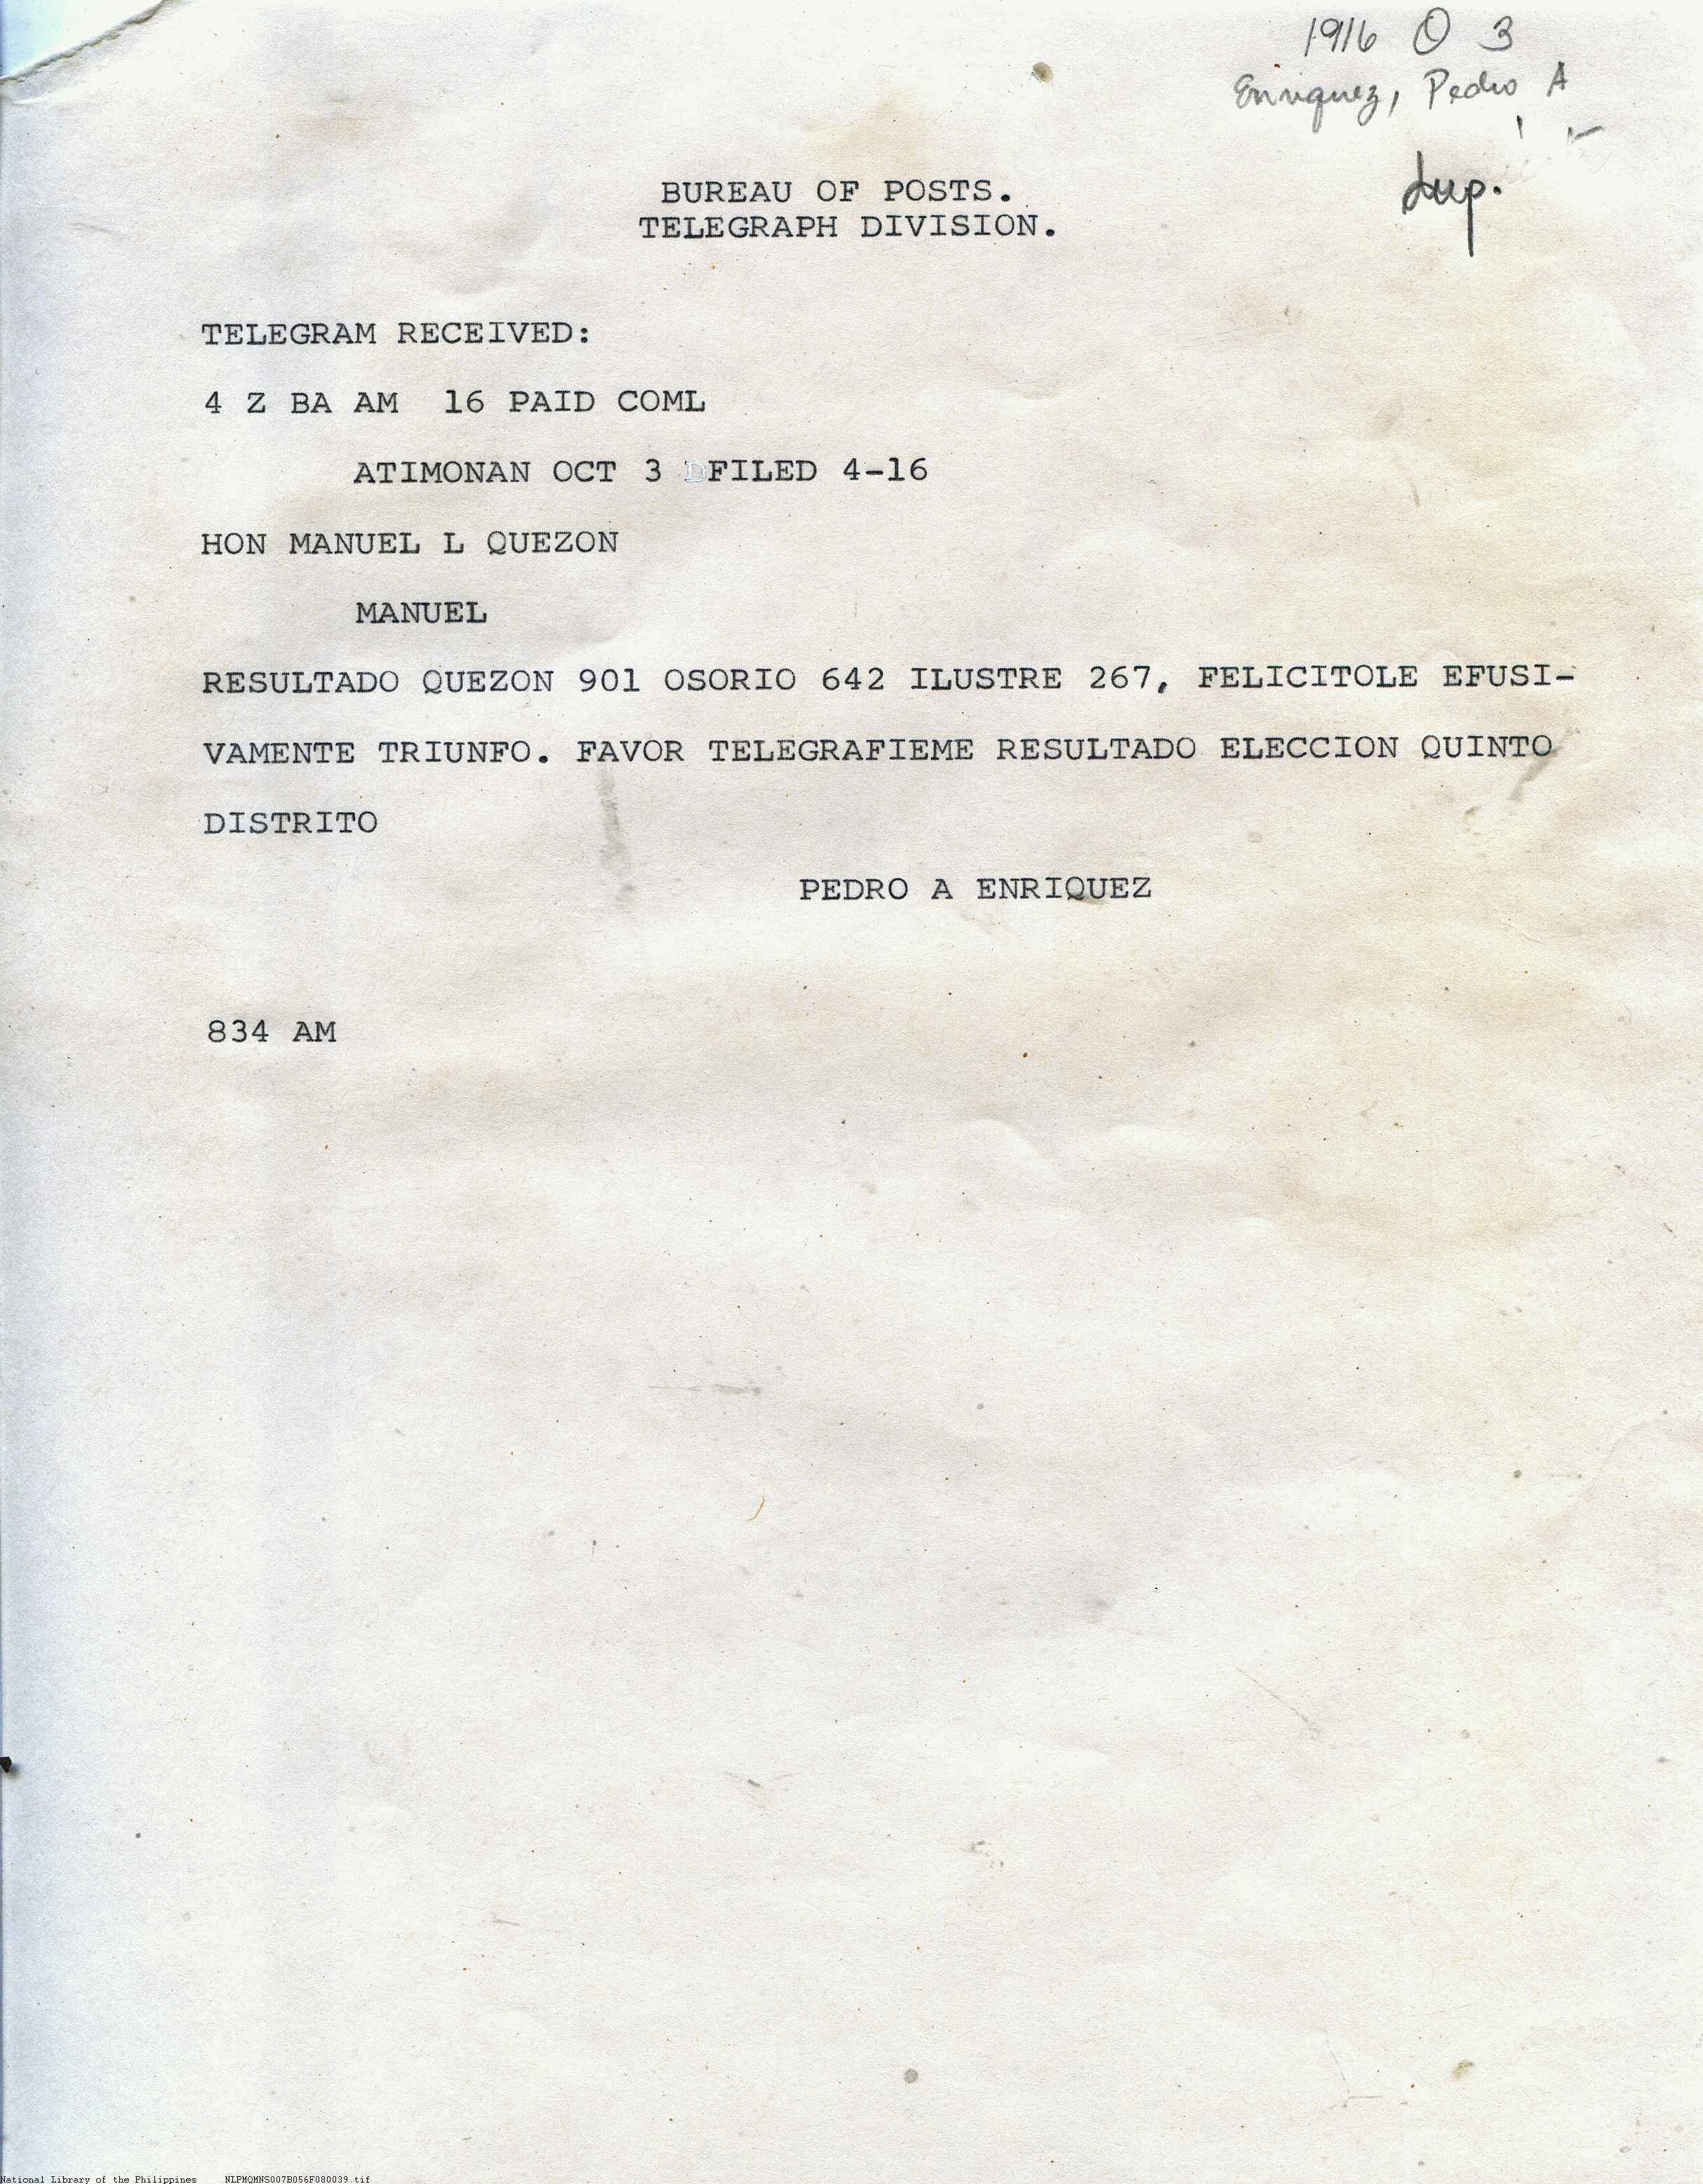 1916 O 3
Enriquez, Pedro A
dup.
BUREAU OF POSTS.
TELEGRAPH DIVISION.
TELEGRAM RECEIVED:
4 Z BA AM 16 PAID COML
ATIMONAN OCT 3 FILED 4-16
HON MANUEL L QUEZON
MANUEL
RESULTADO QUEZON 901 OSORIO 642 ILUSTRE 267, FELICITOLE EFUSI-
VAMENTE TRIUNFO. FAVOR TELEGRAFIEME RESULTADO ELECCION QUINTO
DISTRITO
PEDRO A ENRIQUEZ
834 AM
National Library of the Philippines NLPMQMNS007B056F080039.tif